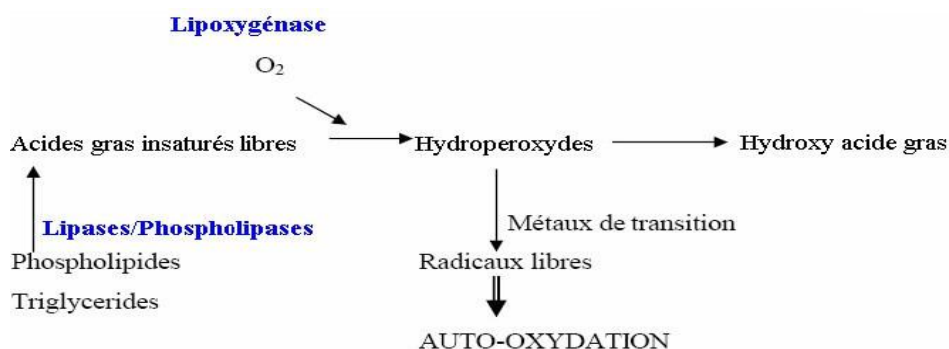 Lipoxygénase
O₂
Acides gras insaturés libres
Hydroperoxydes
Hydroxy acide gras
Lipases/Phospholipases
Métaux de transition
Phospholipides
Radicaux libres
Triglycerides
AUTO-OXYDATION